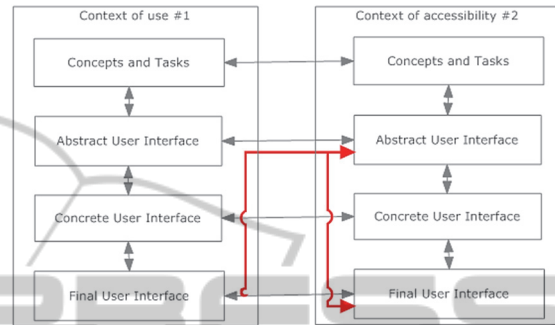 Context of use #1
Context of accessibility #2
Concepts and Tasks
Concepts and Tasks
Abstract User Interface
Abstract User Interface
Concrete User Interface
Concrete User Interface
Final User Interface
Final User Interface